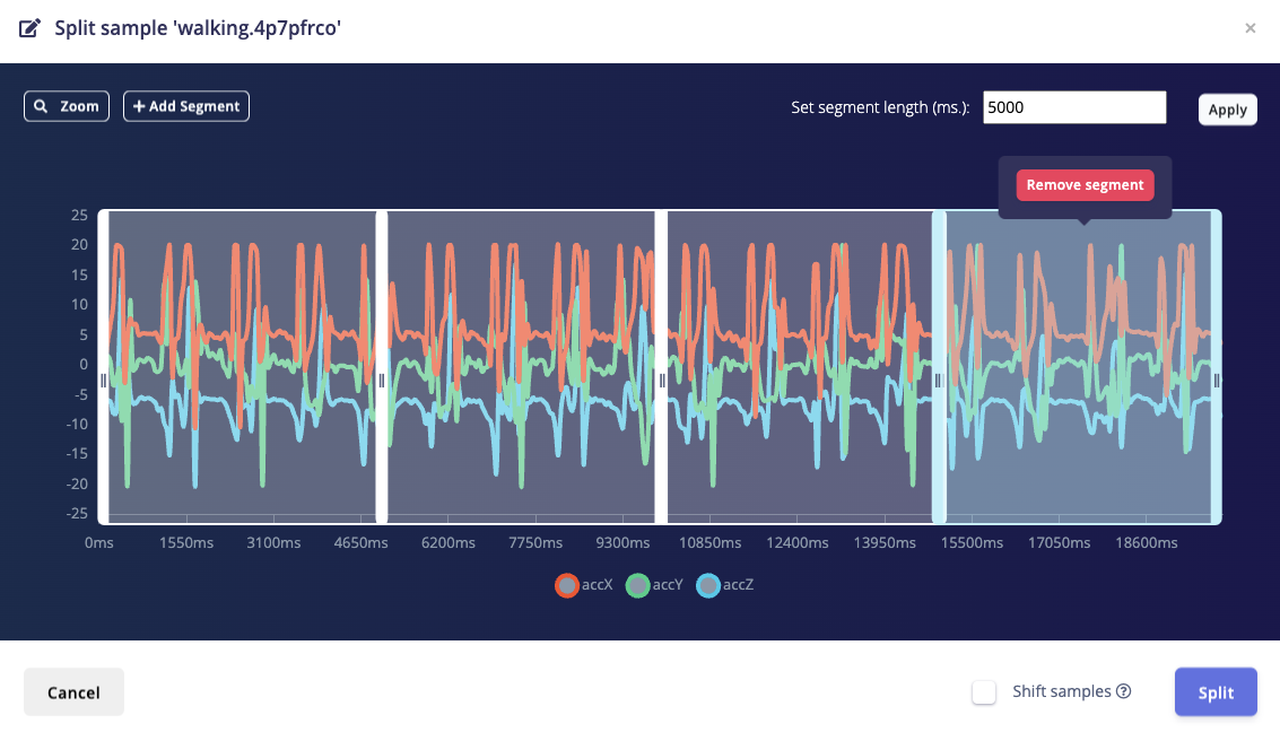 Split sample 'walking.4p7pfrco'
×
Zoom
+ Add Segment
Set segment length (ms.):
5000
Apply
Remove segment
25
20
15
10
5
0
-5
-10
-15
-20
-25
0ms 1550ms 3100ms 4650ms 6200ms 7750ms 9300ms 10850ms 12400ms 13950ms 15500ms 17050ms 18600ms
accX accY accZ
Cancel
Shift samples ?
Split